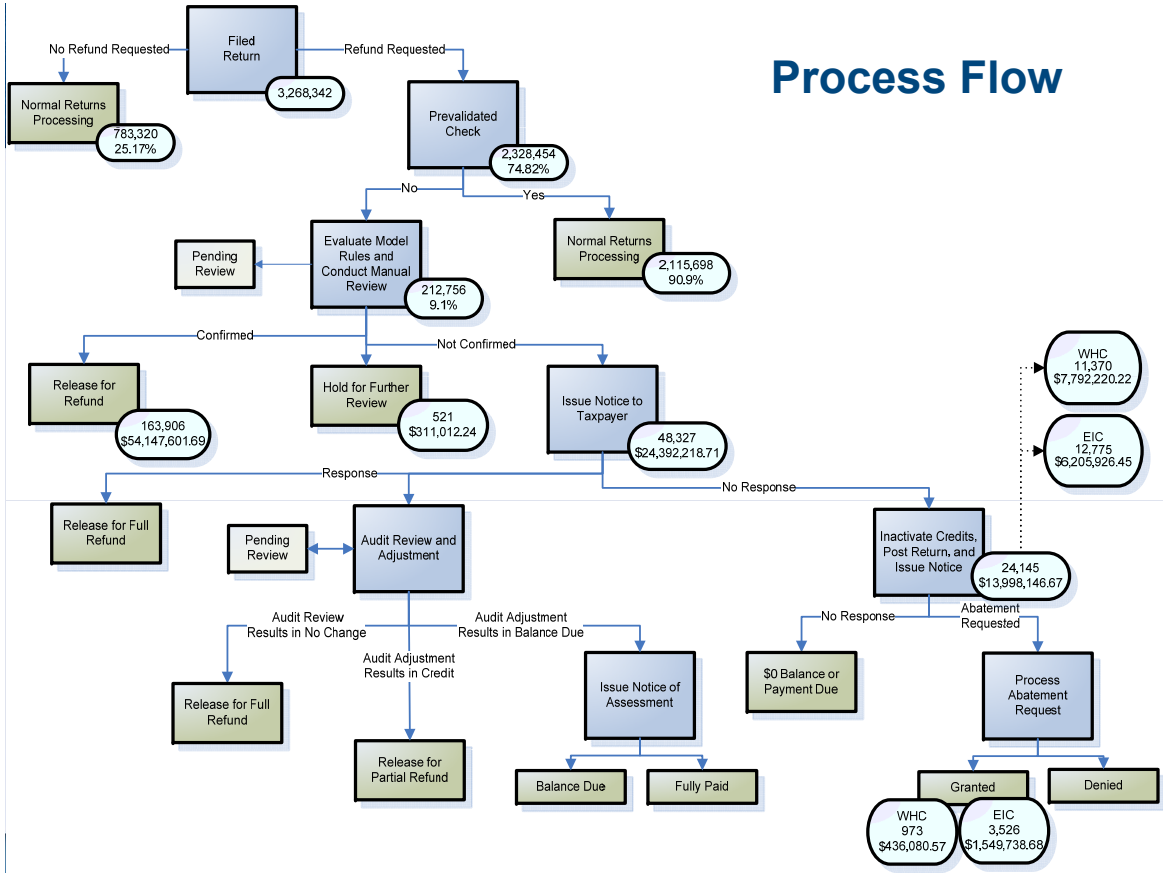 Process Flow
Filed
Return
3,268,342
No Refund Requested
Refund Requested
Normal Returns
Processing
783,320
25.17%
Prevalidated
Check
2,328,454
74.82%
No
Yes
Pending
Review
Evaluate Model
Rules and
Conduct Manual
Review
212,756
9.1%
Normal Returns
Processing
2,115,698
90.9%
Confirmed
Not Confirmed
Release for
Refund
163,906
$54,147,601.69
Hold for Further
Review
521
$311,012.24
Issue Notice to
Taxpayer
48,327
$24,392,218.71
WHC
11,370
$7,792,220.22
EIC
12,775
$6,205,926.45
Response
No Response
Release for Full
Refund
Pending
Review
Audit Review and
Adjustment
Inactivate Credits,
Post Return, and
Issue Notice
24,145
$13,998,146.67
Audit Review
Results in No Change
Audit Adjustment
Results in Credit
Audit Adjustment
Results in Balance Due
No Response
Abatement
Requested
Release for Full
Refund
Release for
Partial Refund
Issue Notice of
Assessment
$0 Balance or
Payment Due
Process
Abatement
Request
Balance Due
Fully Paid
Granted
Denied
WHC
973
$436,080.57
EIC
3,526
$1,549,738.68